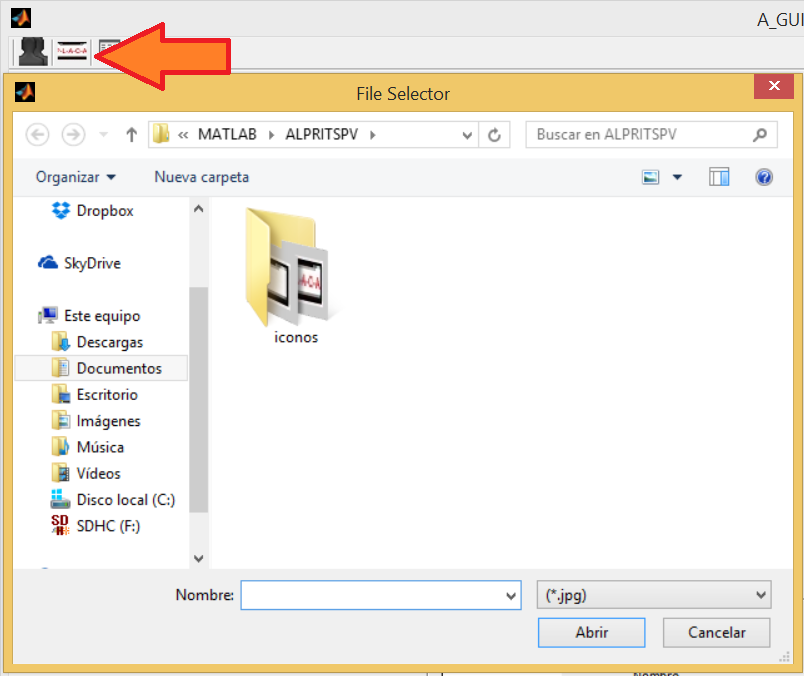 A_GUI
File Selector
« MATLAB ALPRITSPV
Buscar en ALPRITSPV
Organizar
Nueva carpeta
Dropbox
SkyDrive
Este equipo
Descargas
Documentos
Escritorio
Imágenes
Música
Vídeos
Disco local (C:)
SD
SDHC (F:)
iconos
Nombre:
(*.jpg)
Abrir
Cancelar
Nombre